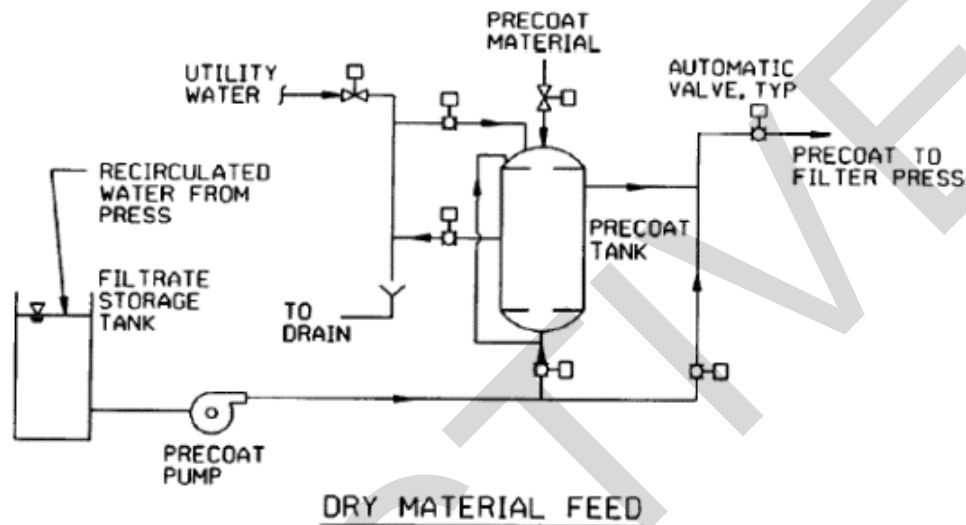 PRECOAT
MATERIAL
UTILITY
WATER
AUTOMATIC
VALVE, TYP
PRECOAT TO
FILTER PRESS
RECIRCULATED
WATER FROM
PRESS
PRECOAT
TANK
FILTRATE
STORAGE
TANK
TO
DRAIN
PRECOAT
PUMP
DRY MATERIAL FEED
CTIVE